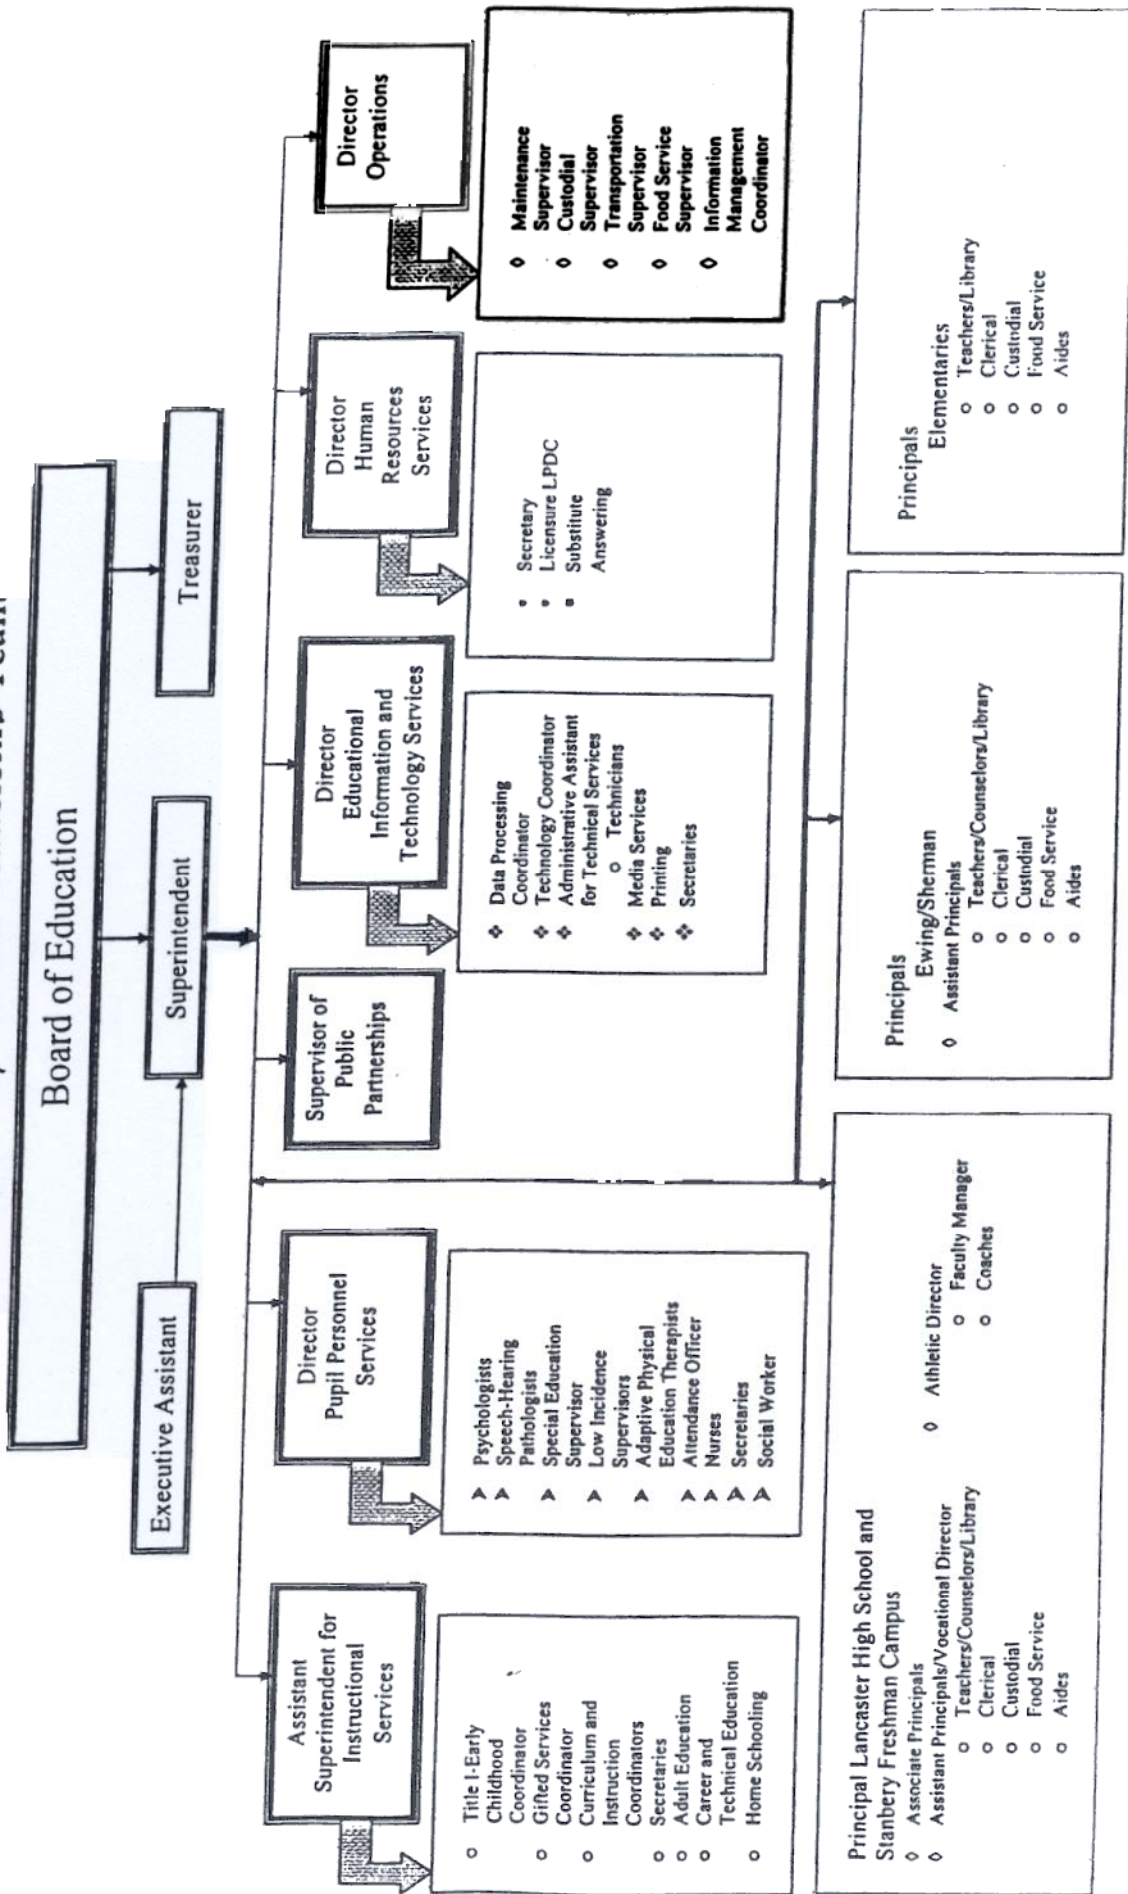 Board of Education
Executive Assistant
Superintendent
Treasurer
Assistant
Superintendent for
Instructional
Services
Director
Pupil Personnel
Services
Supervisor of
Public
Partnerships
Director
Educational
Information and
Technology Services
Director
Human
Resources
Services
Director
Operations
○ Title I-Early
Childhood
Coordinator
○ Gifted Services
Coordinator
○ Curriculum and
Instruction
Coordinators
○ Secretaries
○ Adult Education
○ Career and
Technical Education
○ Home Schooling
➤ Psychologists
➤ Speech-Hearing
Pathologists
➤ Special Education
Supervisor
➤ Low Incidence
Supervisors
➤ Adaptive Physical
Education Therapists
➤ Attendance Officer
➤ Nurses
➤ Secretaries
➤ Social Worker
❖ Data Processing
Coordinator
❖ Technology Coordinator
❖ Administrative Assistant
for Technical Services
○ Technicians
❖ Media Services
❖ Printing
❖ Secretaries
▪ Secretary
▪ Licensure LPDC
▪ Substitute
Answering
◊ Maintenance
Supervisor
◊ Custodial
Supervisor
◊ Transportation
Supervisor
◊ Food Service
Supervisor
◊ Information
Management
Coordinator
Principal Lancaster High School and
Stanbery Freshman Campus
◊ Associate Principals
◊ Assistant Principals/Vocational Director
○ Teachers/Counselors/Library
○ Clerical
○ Custodial
○ Food Service
○ Aides
◊ Athletic Director
○ Faculty Manager
○ Coaches
Principals
Ewing/Sherman
◊ Assistant Principals
○ Teachers/Counselors/Library
○ Clerical
○ Custodial
○ Food Service
○ Aides
Principals
Elementaries
○ Teachers/Library
○ Clerical
○ Custodial
○ Food Service
○ Aides